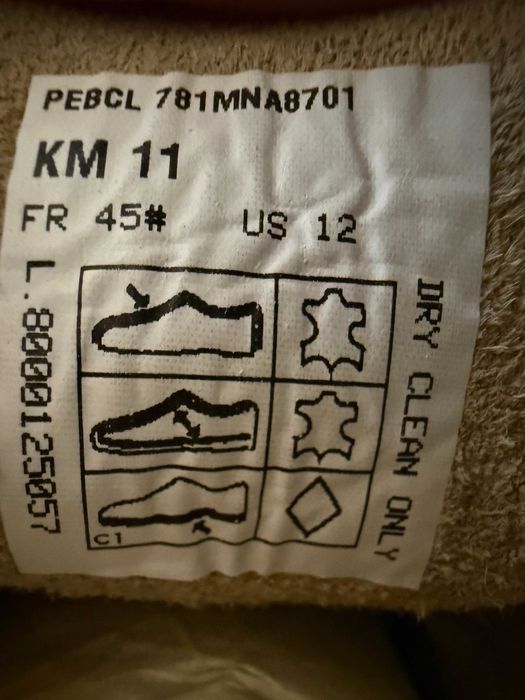 PEBCL 781MNA8701
KM 11
FR 45# US 12
L.8000125057
DRY CLEAN ONLY
C1